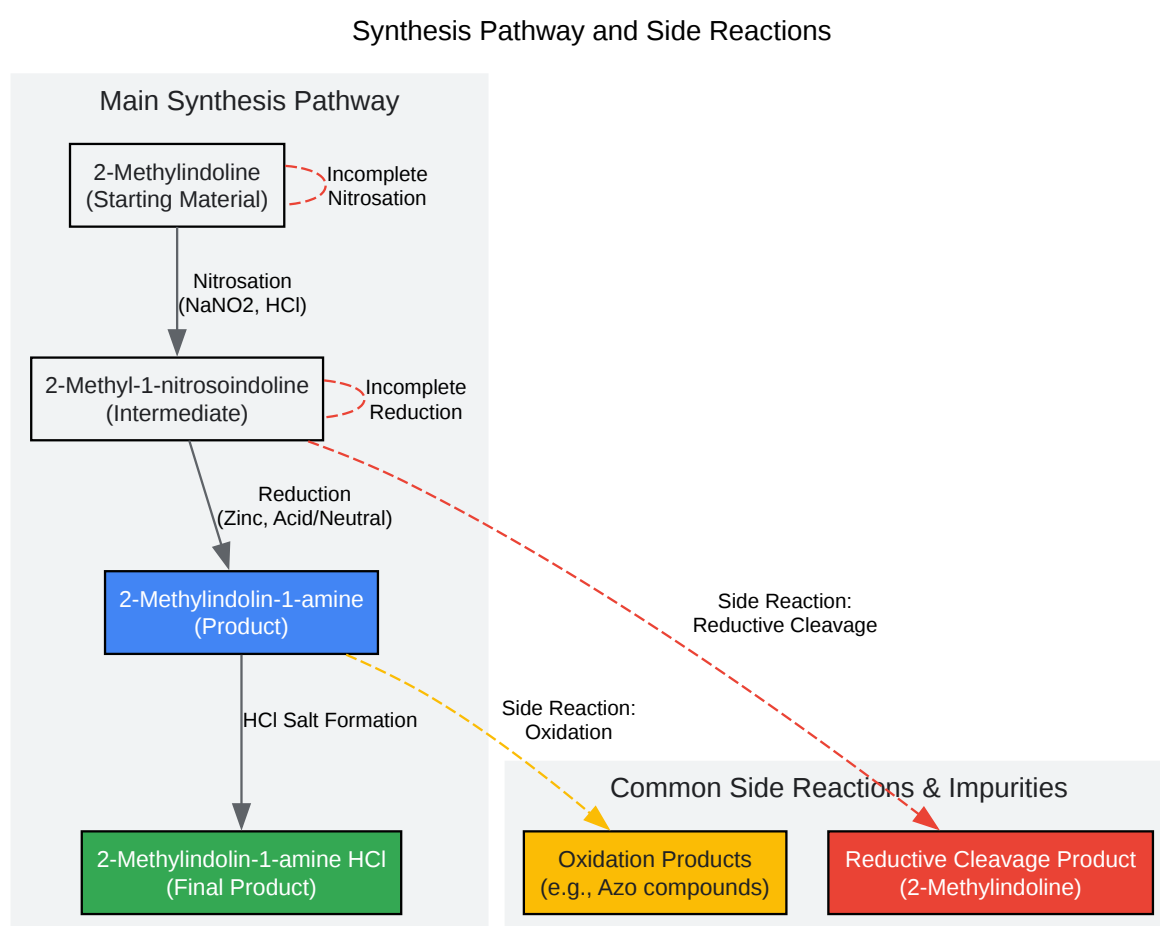 Synthesis Pathway and Side Reactions
Main Synthesis Pathway
2-Methylindoline
(Starting Material)
Incomplete
Nitrosation
Nitrosation
(NaNO2, HCl)
2-Methyl-1-nitrosoindoline
(Intermediate)
Incomplete
Reduction
Reduction
(Zinc, Acid/Neutral)
2-Methylindolin-1-amine
(Product)
Side Reaction:
Reductive Cleavage
HCl Salt Formation
Side Reaction:
Oxidation
Common Side Reactions & Impurities
2-Methylindolin-1-amine HCl
(Final Product)
Oxidation Products
(e.g., Azo compounds)
Reductive Cleavage Product
(2-Methylindoline)